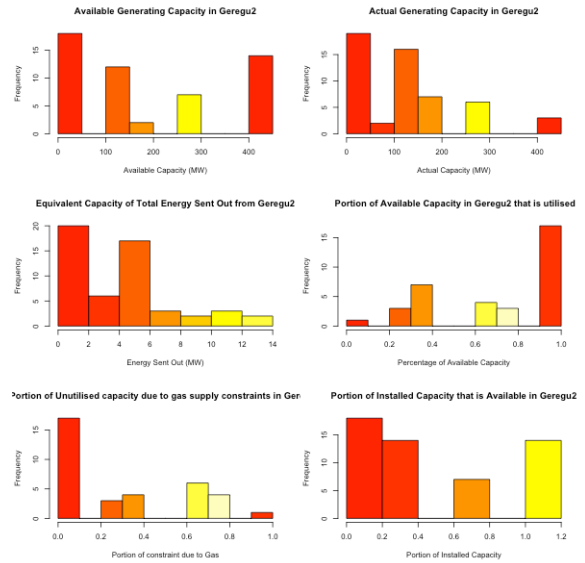 Available Generating Capacity in Geregu2
Frequency
15
10
5
0
0 100 200 300 400
Available Capacity (MW)
Actual Generating Capacity in Geregu2
Frequency
15
10
5
0
0 100 200 300 400
Actual Capacity (MW)
Equivalent Capacity of Total Energy Sent Out from Geregu2
Frequency
20
15
10
5
0
0 2 4 6 8 10 12 14
Energy Sent Out (MW)
Portion of Available Capacity in Geregu2 that is utilised
Frequency
15
10
5
0
0.0 0.2 0.4 0.6 0.8 1.0
Percentage of Available Capacity
Portion of Unutilised capacity due to gas supply constraints in Ger
Frequency
15
10
5
0
0.0 0.2 0.4 0.6 0.8 1.0
Portion of constraint due to Gas
Portion of Installed Capacity that is Available in Geregu2
Frequency
15
10
5
0
0.0 0.2 0.4 0.6 0.8 1.0 1.2
Portion of Installed Capacity